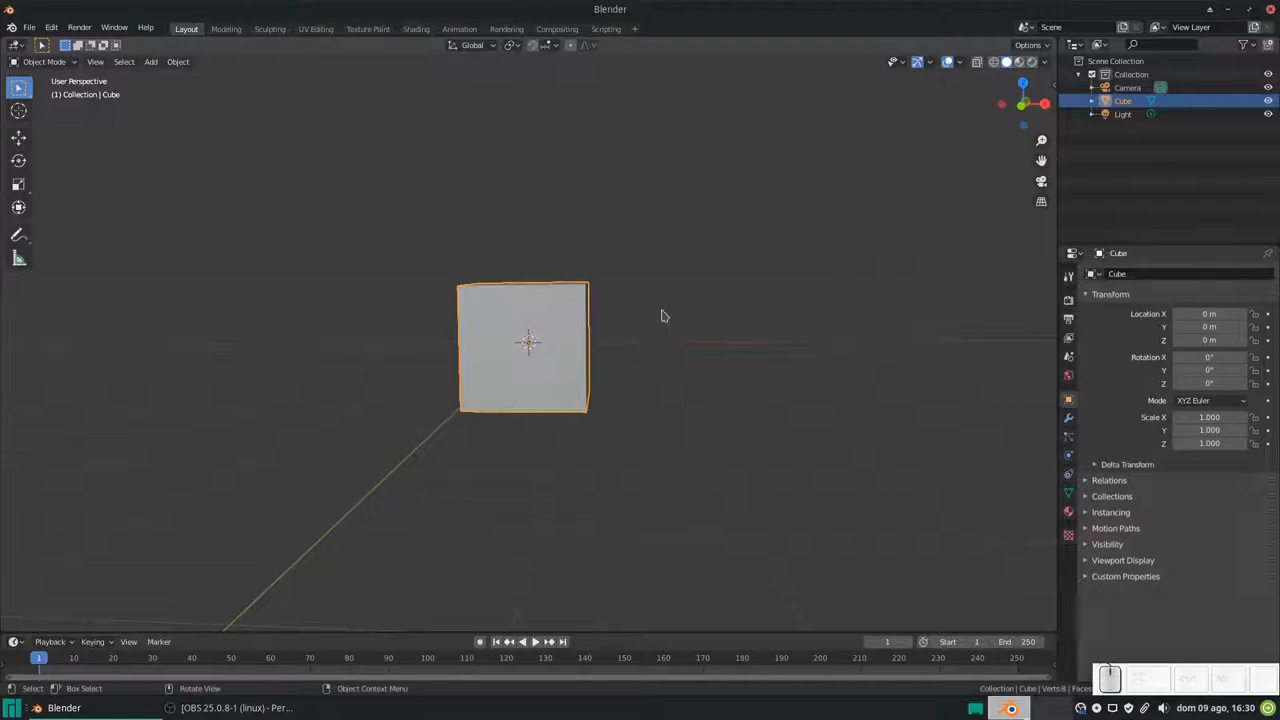 Blender
File Edit Render Window Help
Layout Modeling Sculpting UV Editing Texture Paint Shading Animation Rendering Compositing Scripting +
Scene
View Layer
Global
Options
Object Mode View Select Add Object
User Perspective
(1) Collection | Cube
Scene Collection
Collection
Camera
Cube
Light
Cube
Cube
Transform
Location X 0 m
Y 0 m
Z 0 m
Rotation X 0°
Y 0°
Z 0°
Mode XYZ Euler
Scale X 1.000
Y 1.000
Z 1.000
Delta Transform
Relations
Collections
Instancing
Motion Paths
Visibility
Viewport Display
Custom Properties
Playback Keying View Marker
1 Start 1 End 250
1 10 20 30 40 50 60 70 80 90 100 110 120 130 140 150 160 170 180 190 200 210 220 230 240 250
Select Box Select Rotate View Object Context Menu
Collection | Cube | Verts:8 | Faces
Blender [OBS 25.0.8-1 (linux) - Per... dom 09 ago, 16:30